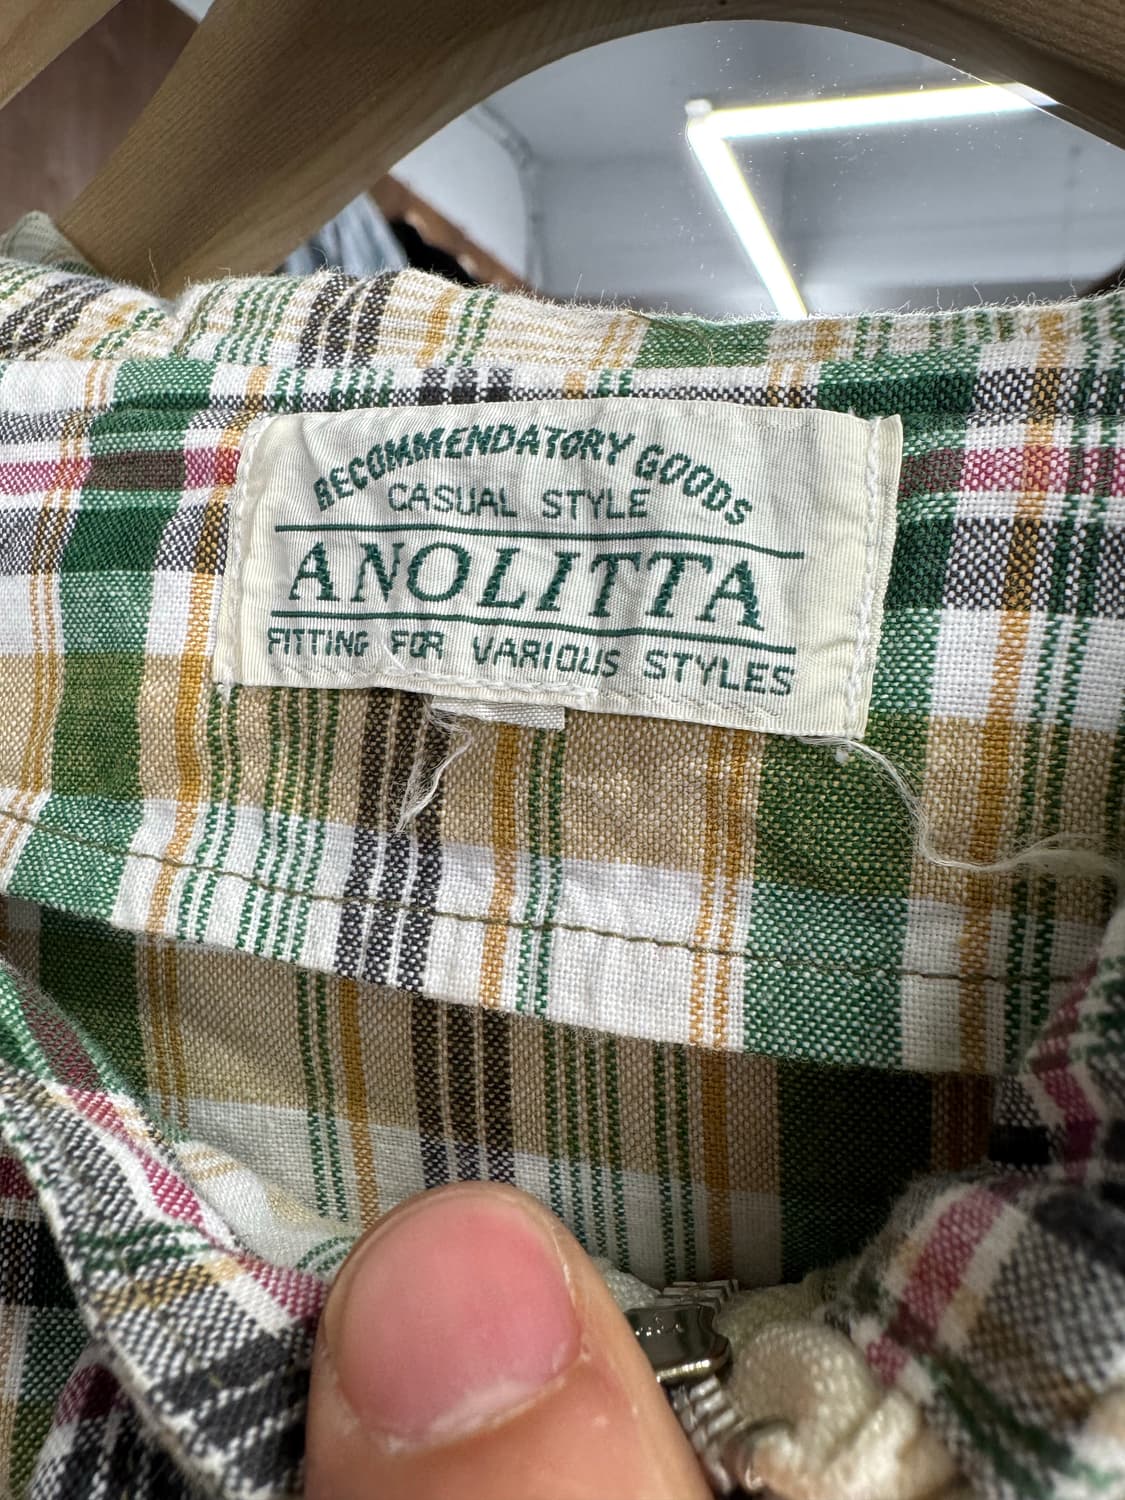 RECOMMENDATORY GOODS
CASUAL STYLE
ANOLITTA
FITTING FOR VARIOUS STYLES